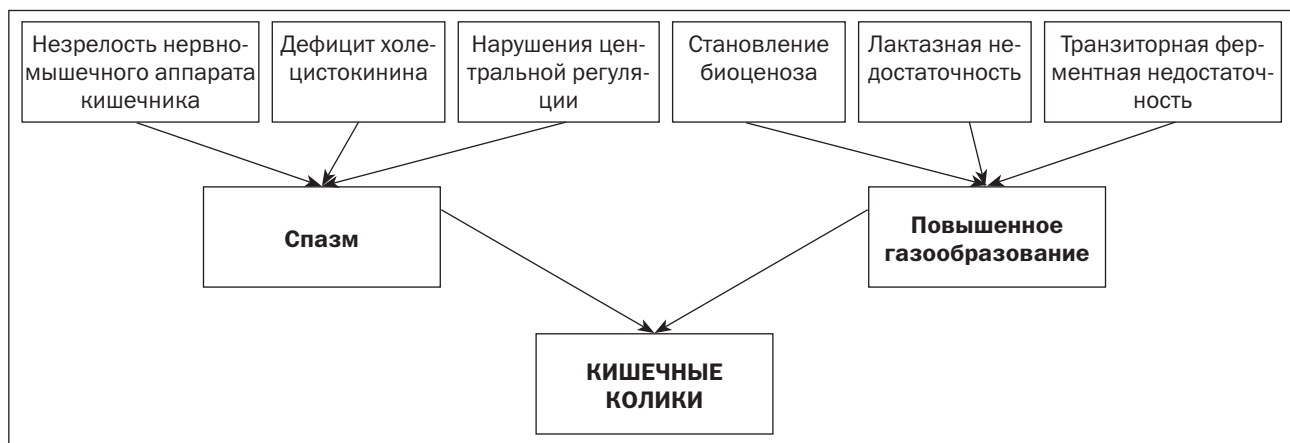 Незрелость нервно-
мышечного аппарата
кишечника
Дефицит холе-
цистокинина
Нарушения цен-
тральной регуля-
ции
Становление
биоценоза
Лактазная не-
достаточность
Транзиторная фер-
ментная недостаточ-
ность
Спазм
Повышенное
газообразование
КИШЕЧНЫЕ
КОЛИКИ